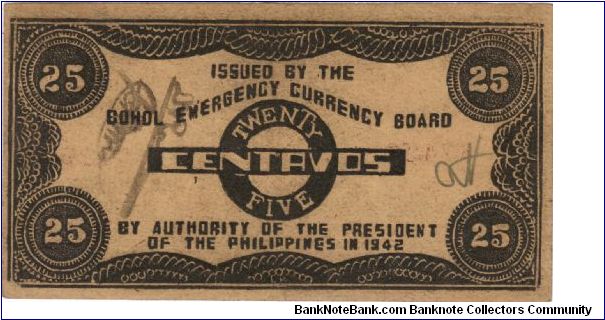 25 ISSUED BY THE 25
BOHOL EMERGENCY CURRENCY BOARD
TWENTY
CENTAVOS
FIVE
BY AUTHORITY OF THE PRESIDENT
25 OF THE PHILIPPINES IN 1942 25
BankNoteBank.com Banknote Collectors Community